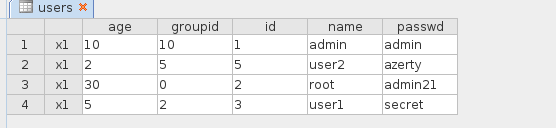 users
age groupid id name passwd
1 x1 10 10 1 admin admin
2 x1 2 5 5 user2 azerty
3 x1 30 0 2 root admin21
4 x1 5 2 3 user1 secret